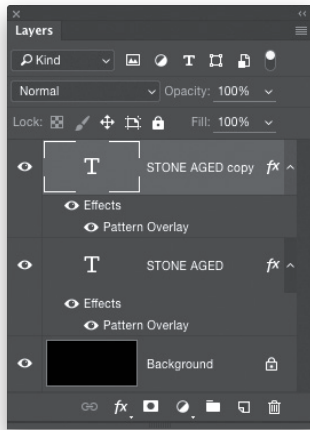 Layers
Kind
Normal Opacity: 100%
Lock: Fill: 100%
T STONE AGED copy fx
Effects
Pattern Overlay
T STONE AGED fx
Effects
Pattern Overlay
Background
fx